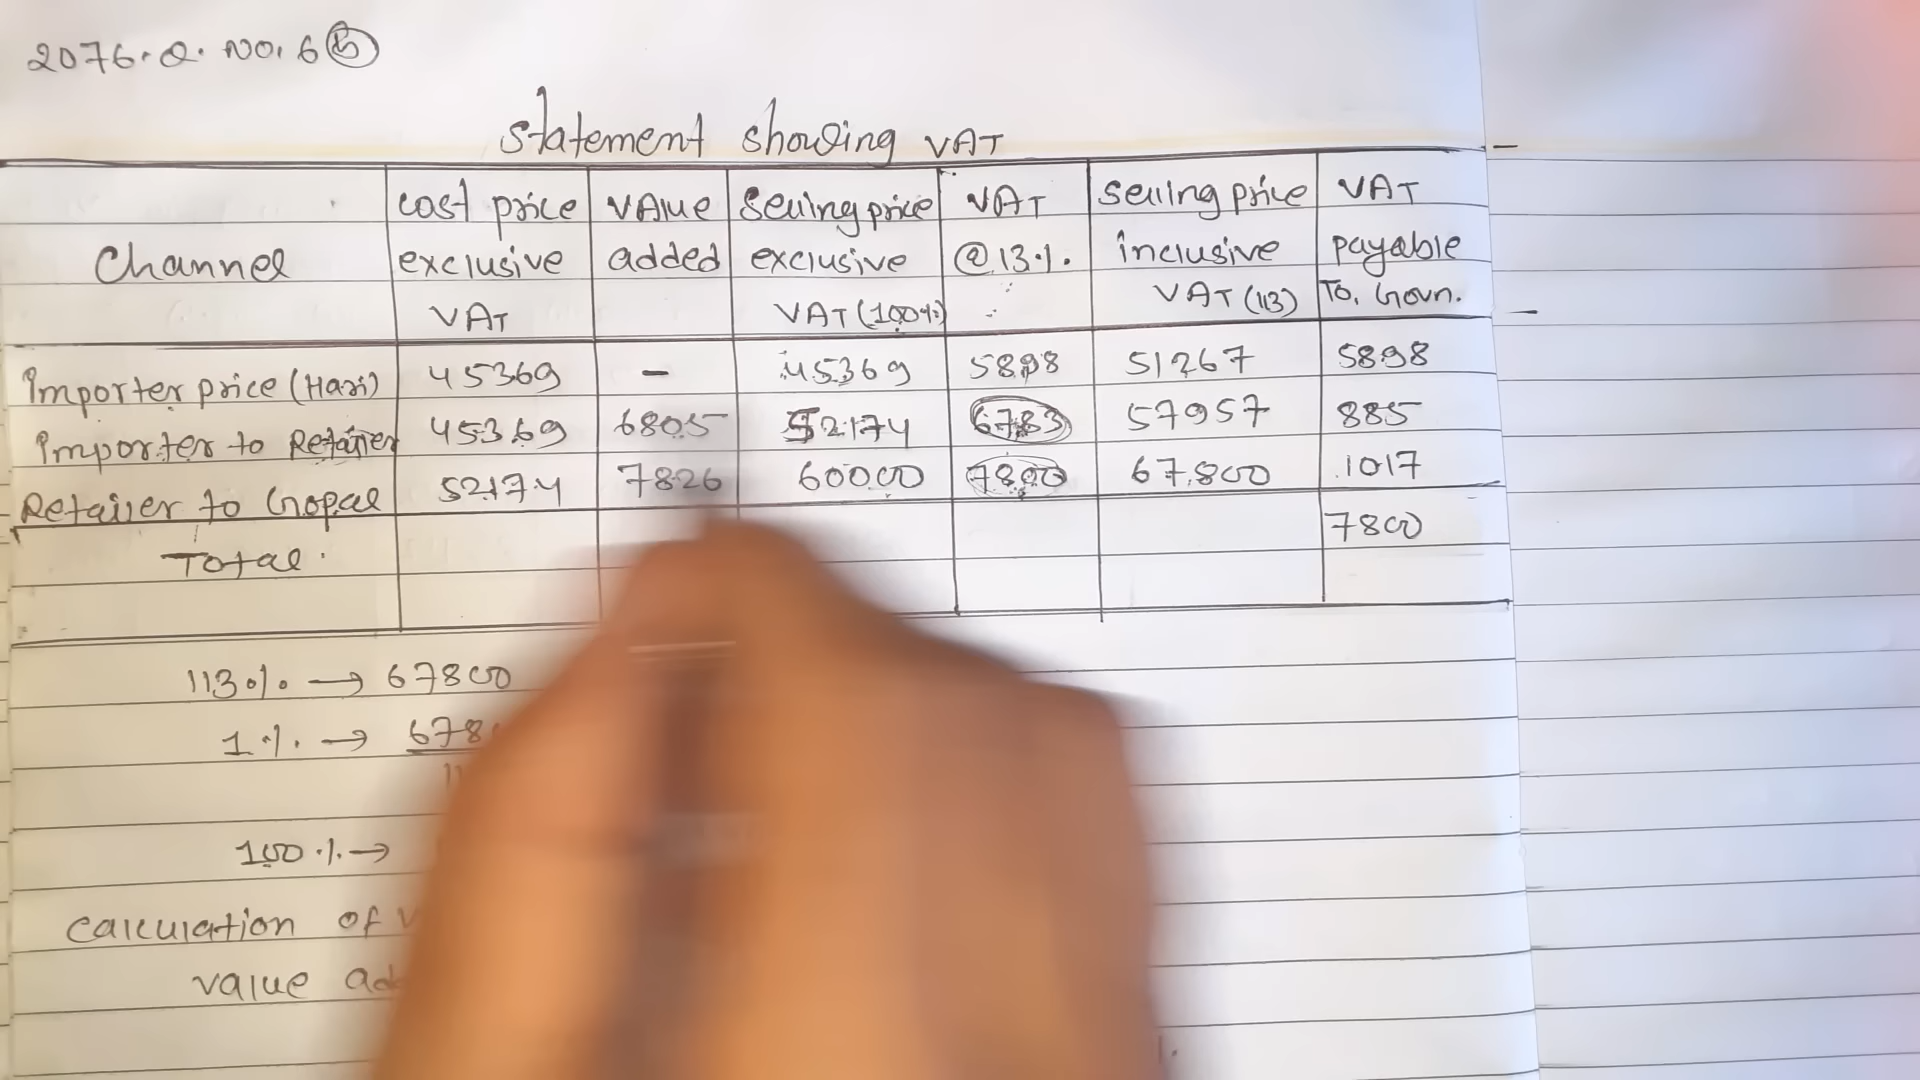 2076.Q.NO.6(b)
Statement showing VAT
Channel | cost price exclusive VAT | VAlue added | Selling price exclusive VAT (100%) | VAT @13%. | Selling price inclusive VAT (113) | VAT payable To, Govn.
Importer price (Hari) | 45369 | - | 45369 | 5898 | 51267 | 5898
Importer to Retailer | 45369 | 6805 | 52174 | 6783 | 57957 | 885
Retailer to Gopal | 52174 | 7826 | 60000 | 7800 | 67800 | 1017
Total | 7800
113% → 67800
1% → 678
100% →
calculation of
value